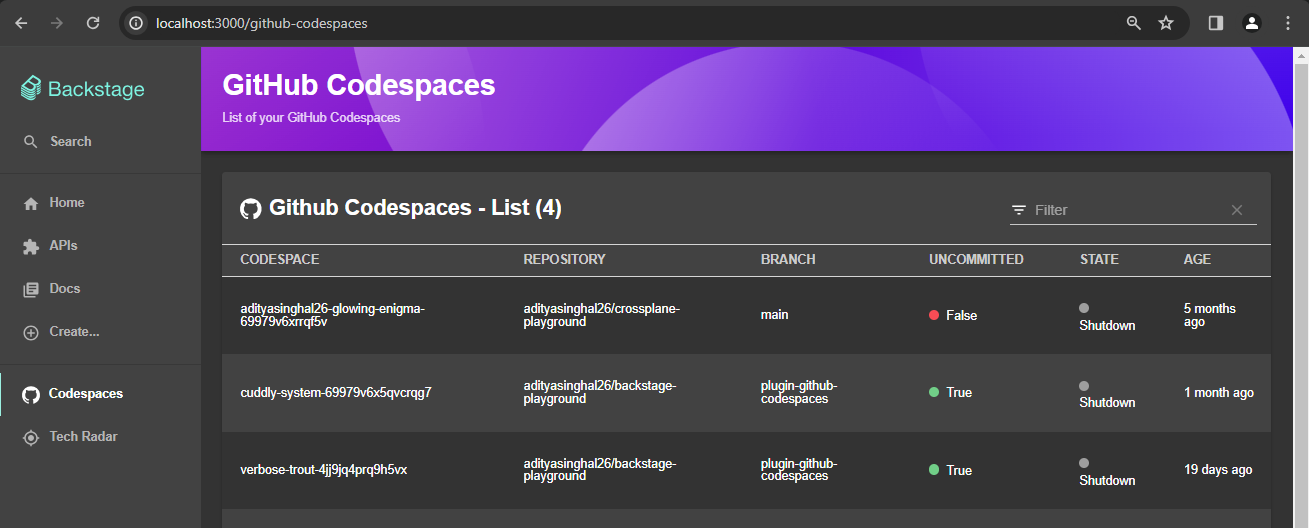 localhost:3000/github-codespaces
Backstage
Search
Home
APIs
Docs
Create...
Codespaces
Tech Radar
GitHub Codespaces
List of your GitHub Codespaces
Github Codespaces - List (4)
Filter
CODESPACE REPOSITORY BRANCH UNCOMMITTED STATE AGE
adityasinghal26-glowing-enigma-
69979v6xrrqf5v
adityasinghal26/crossplane-
playground
main
False
Shutdown
5 months
ago
cuddly-system-69979v6x5qvcrqg7
adityasinghal26/backstage-
playground
plugin-github-
codespaces
True
Shutdown
1 month ago
verbose-trout-4jj9jq4prq9h5vx
adityasinghal26/backstage-
playground
plugin-github-
codespaces
True
Shutdown
19 days ago